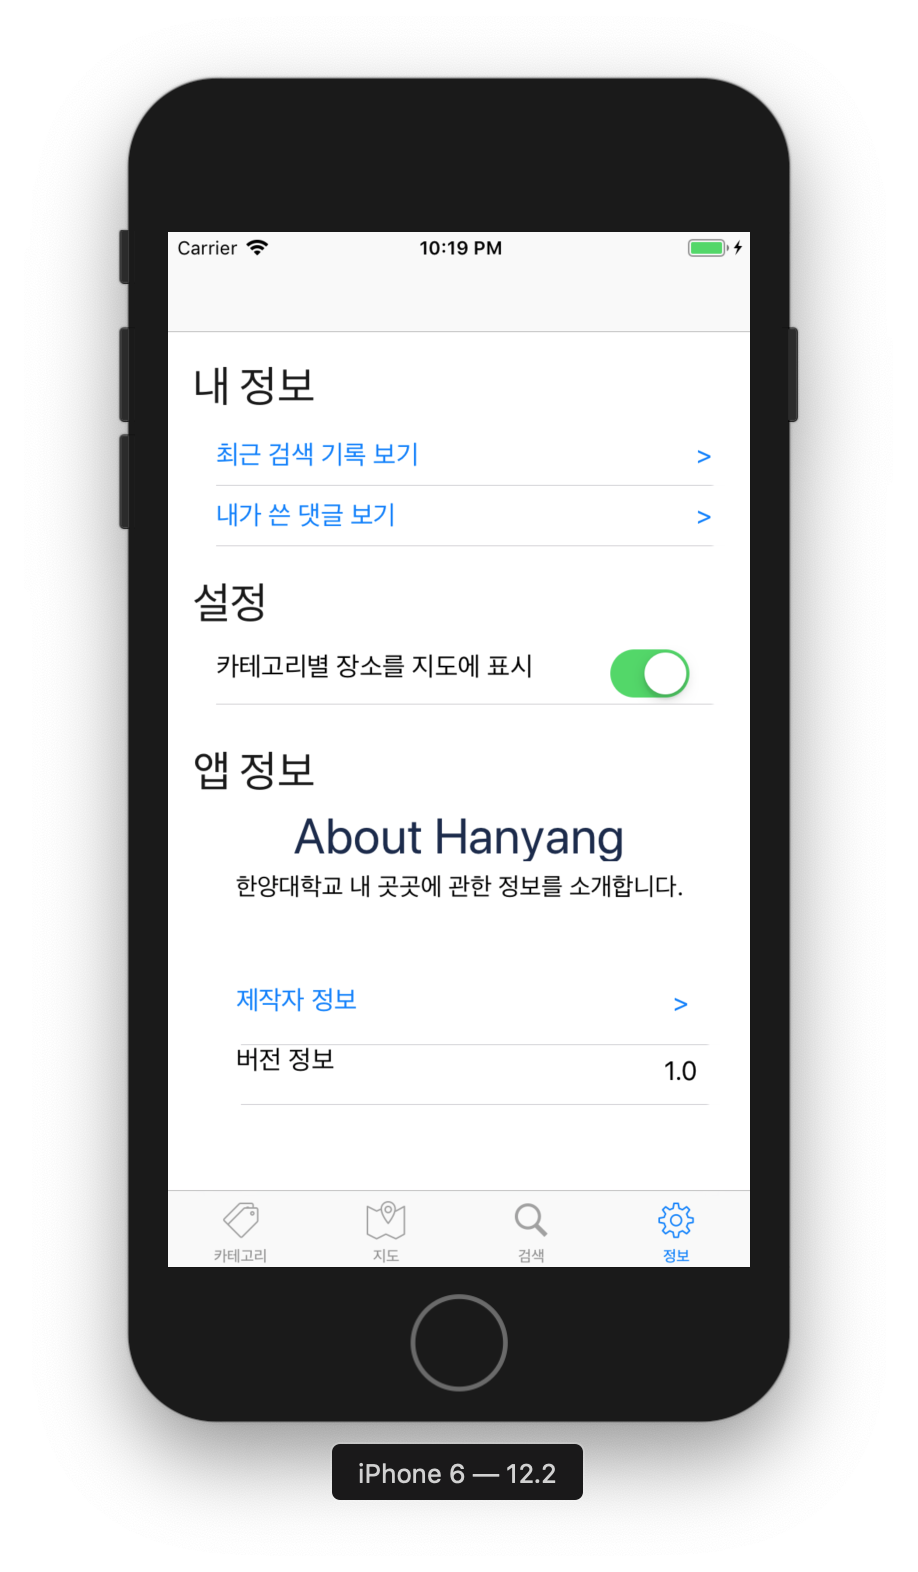 Carrier 10:19 PM
내 정보
최근 검색 기록 보기 >
내가 쓴 댓글 보기 >
설정
카테고리별 장소를 지도에 표시
앱 정보
About Hanyang
한양대학교 내 곳곳에 관한 정보를 소개합니다.
제작자 정보 >
버전 정보 1.0
카테고리 지도 검색 정보
iPhone 6 — 12.2